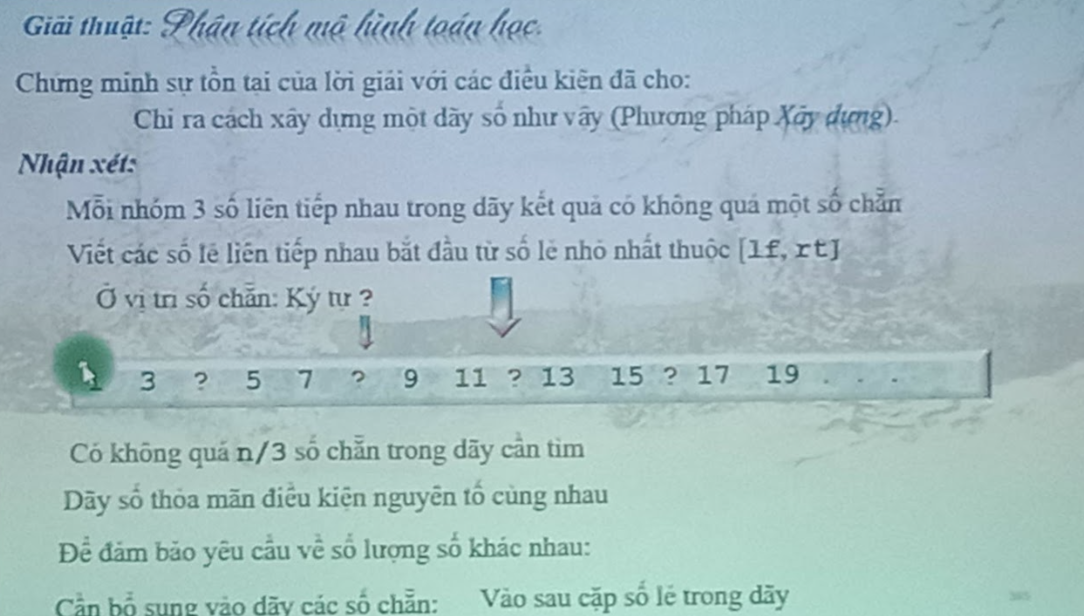 Giải thuật: Phân tích mô hình toán học.
Chứng minh sự tồn tại của lời giải với các điều kiện đã cho:
Chỉ ra cách xây dựng một dãy số như vậy (Phương pháp Xây dựng).
Nhận xét:
Mỗi nhóm 3 số liên tiếp nhau trong dãy kết quả có không quá một số chẵn
Viết các số lẻ liên tiếp nhau bắt đầu từ số lẻ nhỏ nhất thuộc [lf, rt]
Ở vị trí số chẵn: Ký tự ?
1 3 ? 5 7 ? 9 11 ? 13 15 ? 17 19 . . .
Có không quá n/3 số chẵn trong dãy cần tìm
Dãy số thỏa mãn điều kiện nguyên tố cùng nhau
Để đảm bảo yêu cầu về số lượng số khác nhau:
Cần bổ sung vào dãy các số chẵn: Vào sau cặp số lẻ trong dãy